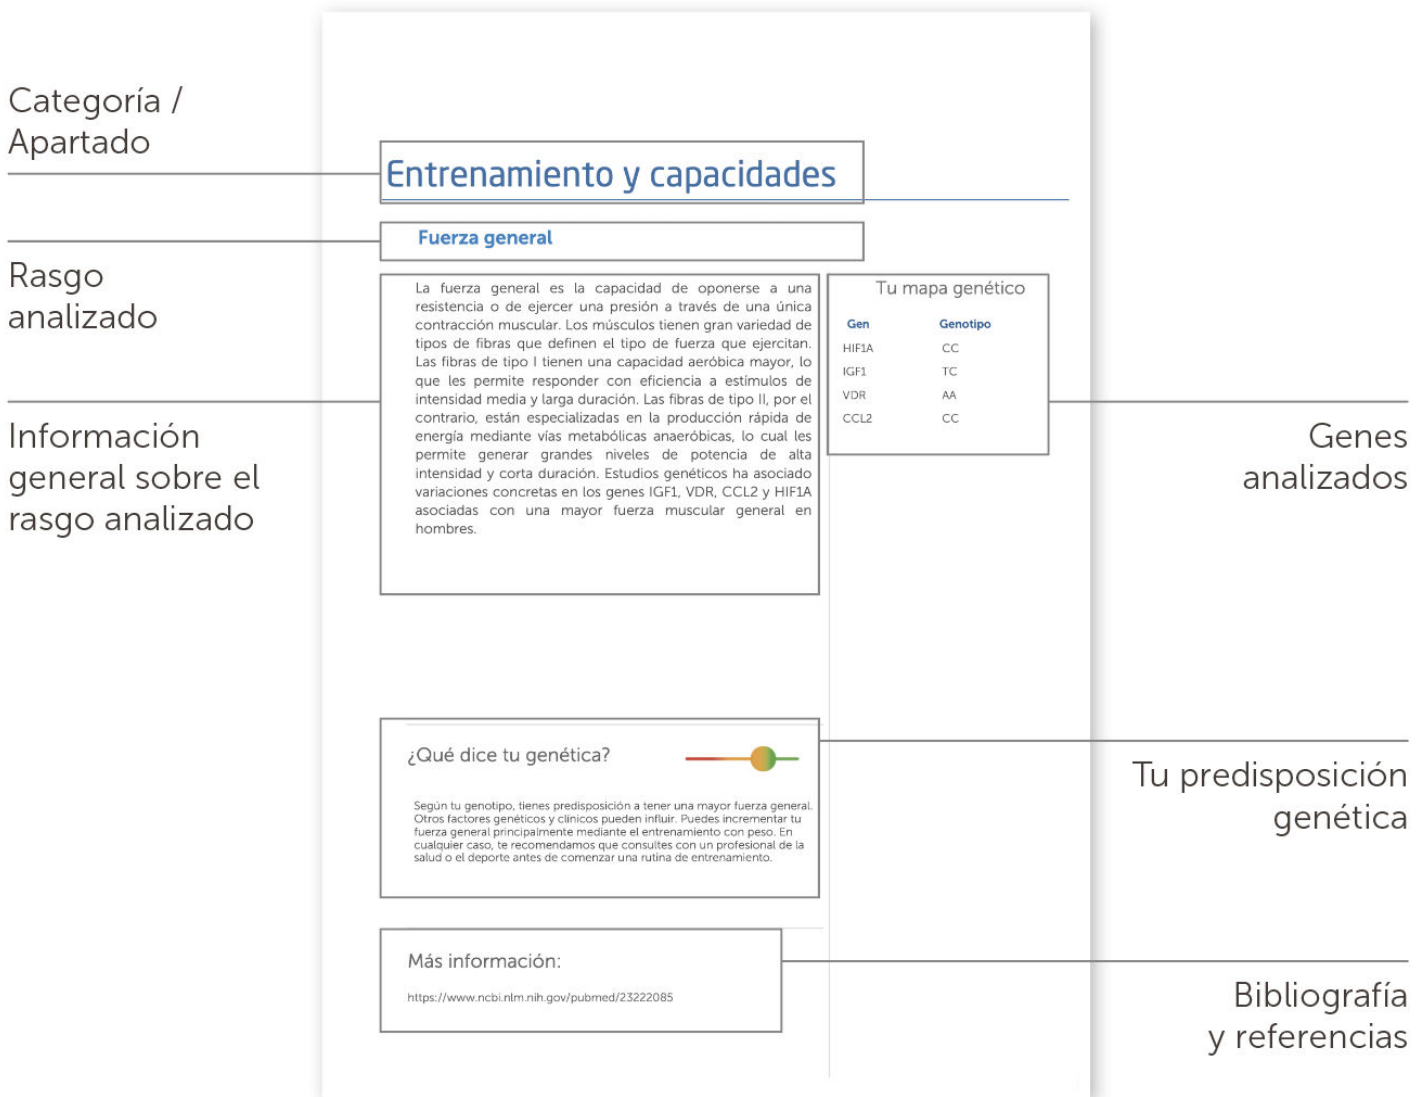 Categoría /
Apartado
Entrenamiento y capacidades
Fuerza general
Rasgo
analizado
La fuerza general es la capacidad de oponerse a una
resistencia o de ejercer una presión a través de una única
contracción muscular. Los músculos tienen gran variedad de
tipos de fibras que definen el tipo de fuerza que ejercitan.
Las fibras de tipo I tienen una capacidad aeróbica mayor, lo
que les permite responder con eficiencia a estímulos de
intensidad media y larga duración. Las fibras de tipo II, por el
contrario, están especializadas en la producción rápida de
energía mediante vías metabólicas anaeróbicas, lo cual les
permite generar grandes niveles de potencia de alta
intensidad y corta duración. Estudios genéticos ha asociado
variaciones concretas en los genes IGF1, VDR, CCL2 y HIF1A
asociadas con una mayor fuerza muscular general en
hombres.
Tu mapa genético
Gen Genotipo
HIF1A CC
IGF1 TC
VDR AA
CCL2 CC
Información
general sobre el
rasgo analizado
Genes
analizados
¿Qué dice tu genética?
Según tu genotipo, tienes predisposición a tener una mayor fuerza general.
Otros factores genéticos y clínicos pueden influir. Puedes incrementar tu
fuerza general principalmente mediante el entrenamiento con peso. En
cualquier caso, te recomendamos que consultes con un profesional de la
salud o el deporte antes de comenzar una rutina de entrenamiento.
Tu predisposición
genética
Más información:
https://www.ncbi.nlm.nih.gov/pubmed/23222085
Bibliografía
y referencias